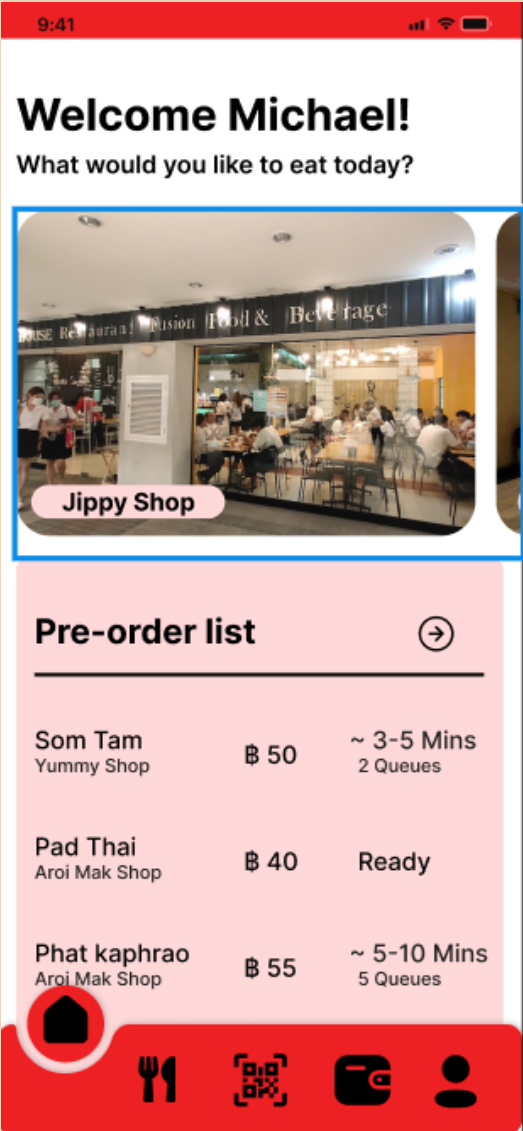 9:41
Welcome Michael!
What would you like to eat today?
HOUSE Restaurant Fusion Food & Beverage
Jippy Shop
Pre-order list
Som Tam ฿ 50 ~ 3-5 Mins
Yummy Shop 2 Queues
Pad Thai ฿ 40 Ready
Aroi Mak Shop
Phat kaphrao ฿ 55 ~ 5-10 Mins
Aroi Mak Shop 5 Queues